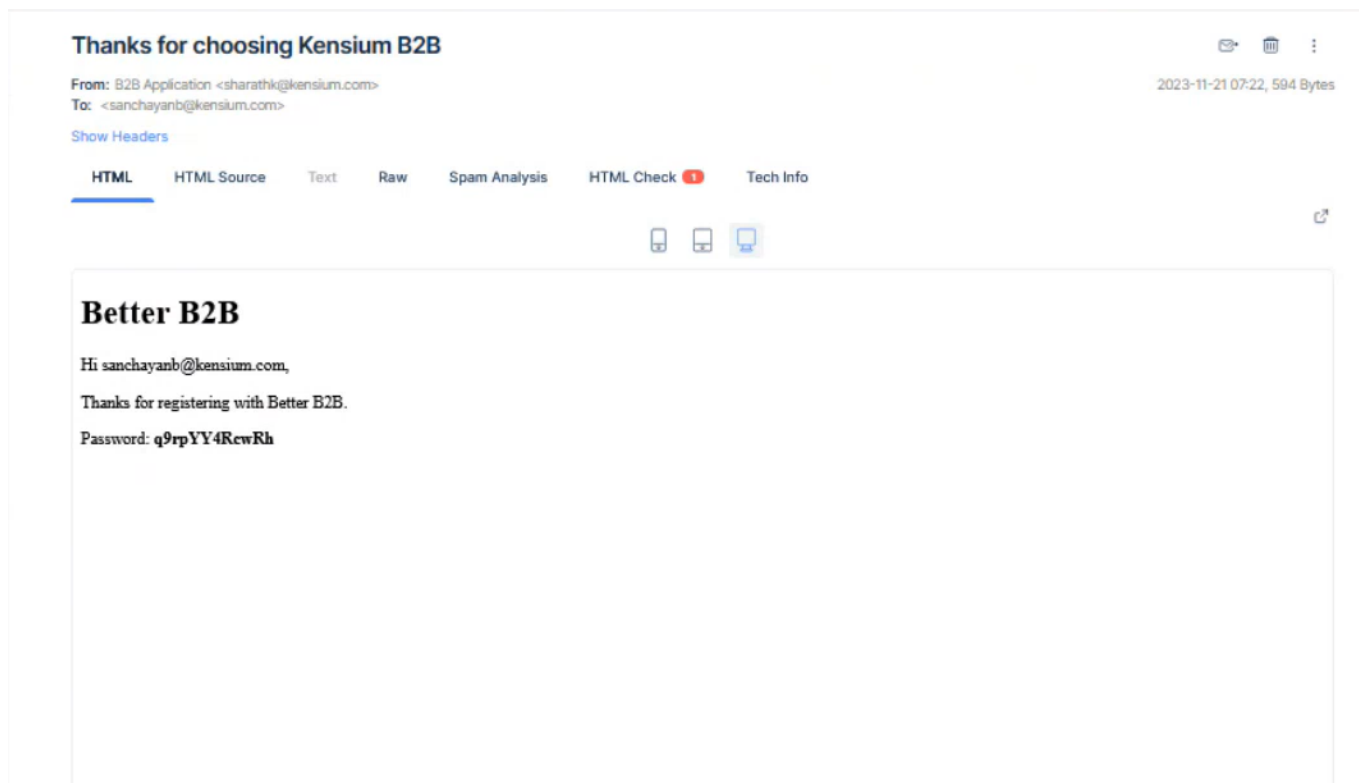 Thanks for choosing Kensium B2B
From: B2B Application <sharathk@kensium.com>
2023-11-21 07:22, 594 Bytes
To: <sanchayanb@kensium.com>
Show Headers
HTML HTML Source Text Raw Spam Analysis HTML Check 1 Tech Info
Better B2B
Hi sanchayanb@kensium.com,
Thanks for registering with Better B2B.
Password: q9rpYY4RcwRh